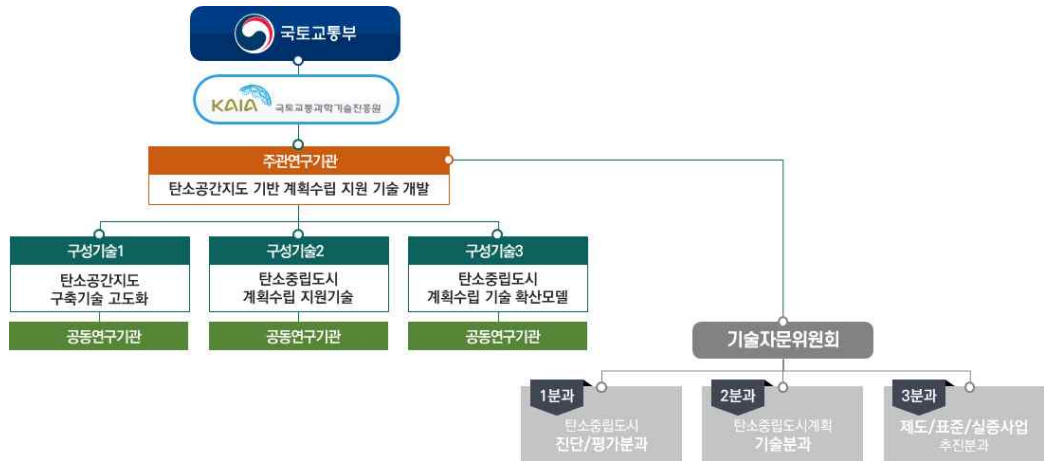 국토교통부
KAIA 국토교통과학기술진흥원
주관연구기관
탄소공간지도 기반 계획수립 지원 기술 개발
구성기술1
탄소공간지도
구축기술 고도화
공동연구기관
구성기술2
탄소중립도시
계획수립 지원기술
공동연구기관
구성기술3
탄소중립도시
계획수립 기술 확산모델
공동연구기관
기술자문위원회
1분과
탄소중립도시
진단/평가분과
2분과
탄소중립도시계획
기술분과
3분과
제도/표준/실증사업
추진분과